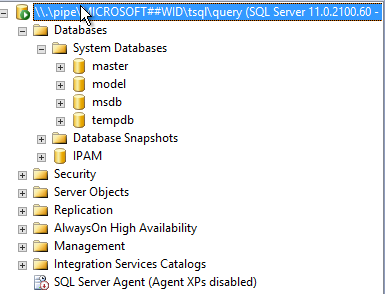 \\.\pipe\MICROSOFT##WID\tsql\query (SQL Server 11.0.2100.60 -
Databases
System Databases
master
model
msdb
tempdb
Database Snapshots
IPAM
Security
Server Objects
Replication
AlwaysOn High Availability
Management
Integration Services Catalogs
SQL Server Agent (Agent XPs disabled)